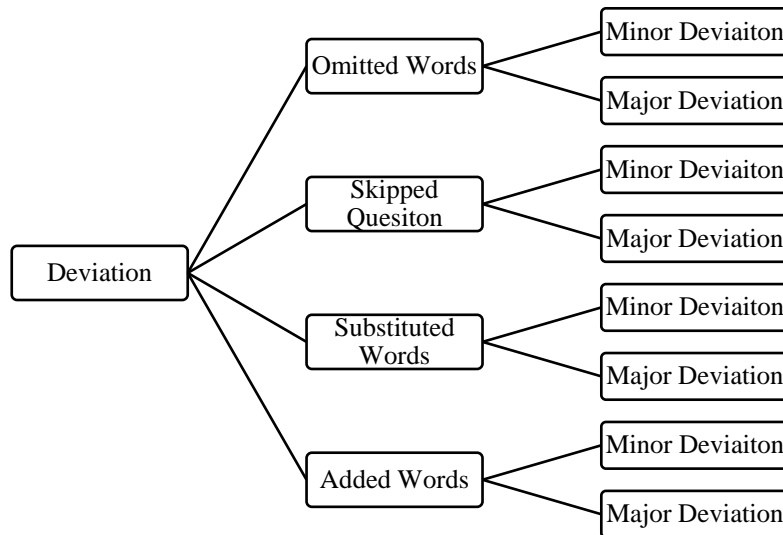 Minor Deviaiton
Omitted Words
Major Deviation
Minor Deviaiton
Skipped
Quesiton
Major Deviation
Deviation
Minor Deviaiton
Substituted
Words
Major Deviation
Minor Deviaiton
Added Words
Major Deviation